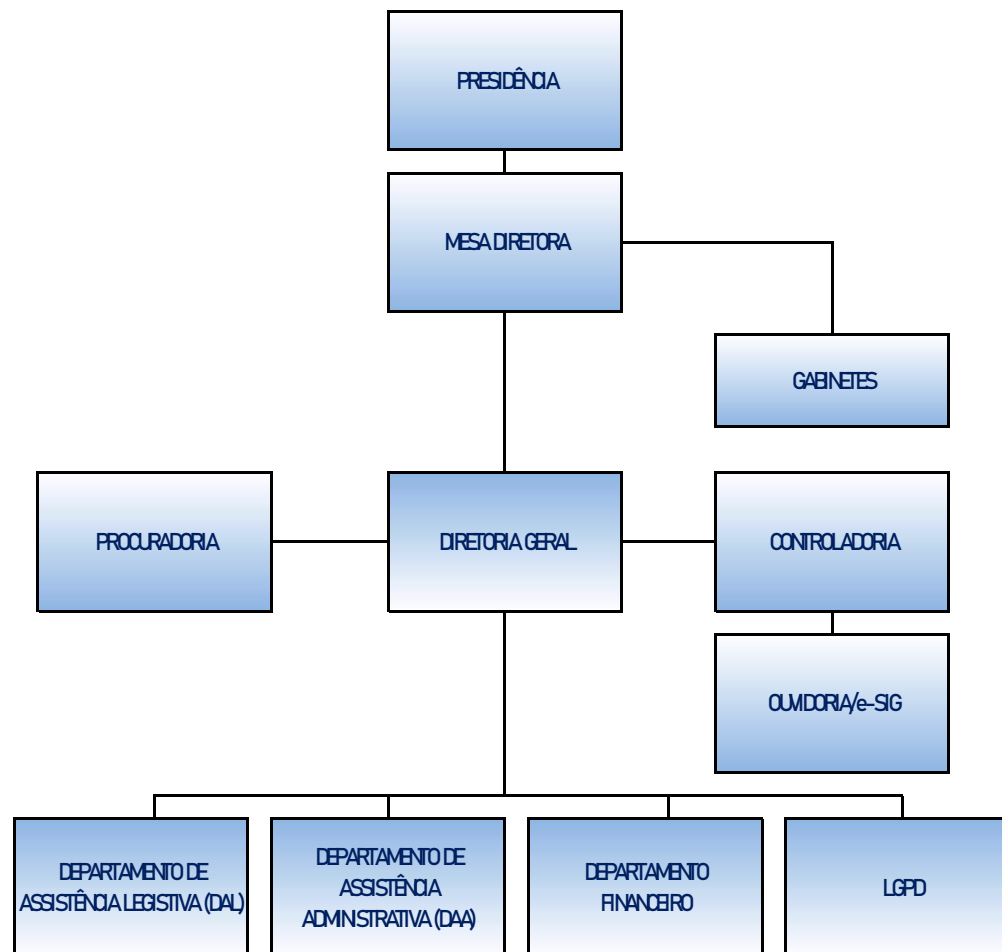 PRESIDÊNCIA
MESA DIRETORA
GABINETES
PROCURADORIA
DIRETORIA GERAL
CONTROLADORIA
OUVIDORIA/e-SIG
DEPARTAMENTO DE
ASSISTÊNCIA LEGISTIVA (DAL)
DEPARTAMENTO DE
ASSISTÊNCIA
ADMINSTRATIVA (DAA)
DEPARTAMENTO
FINANCEIRO
LGPD